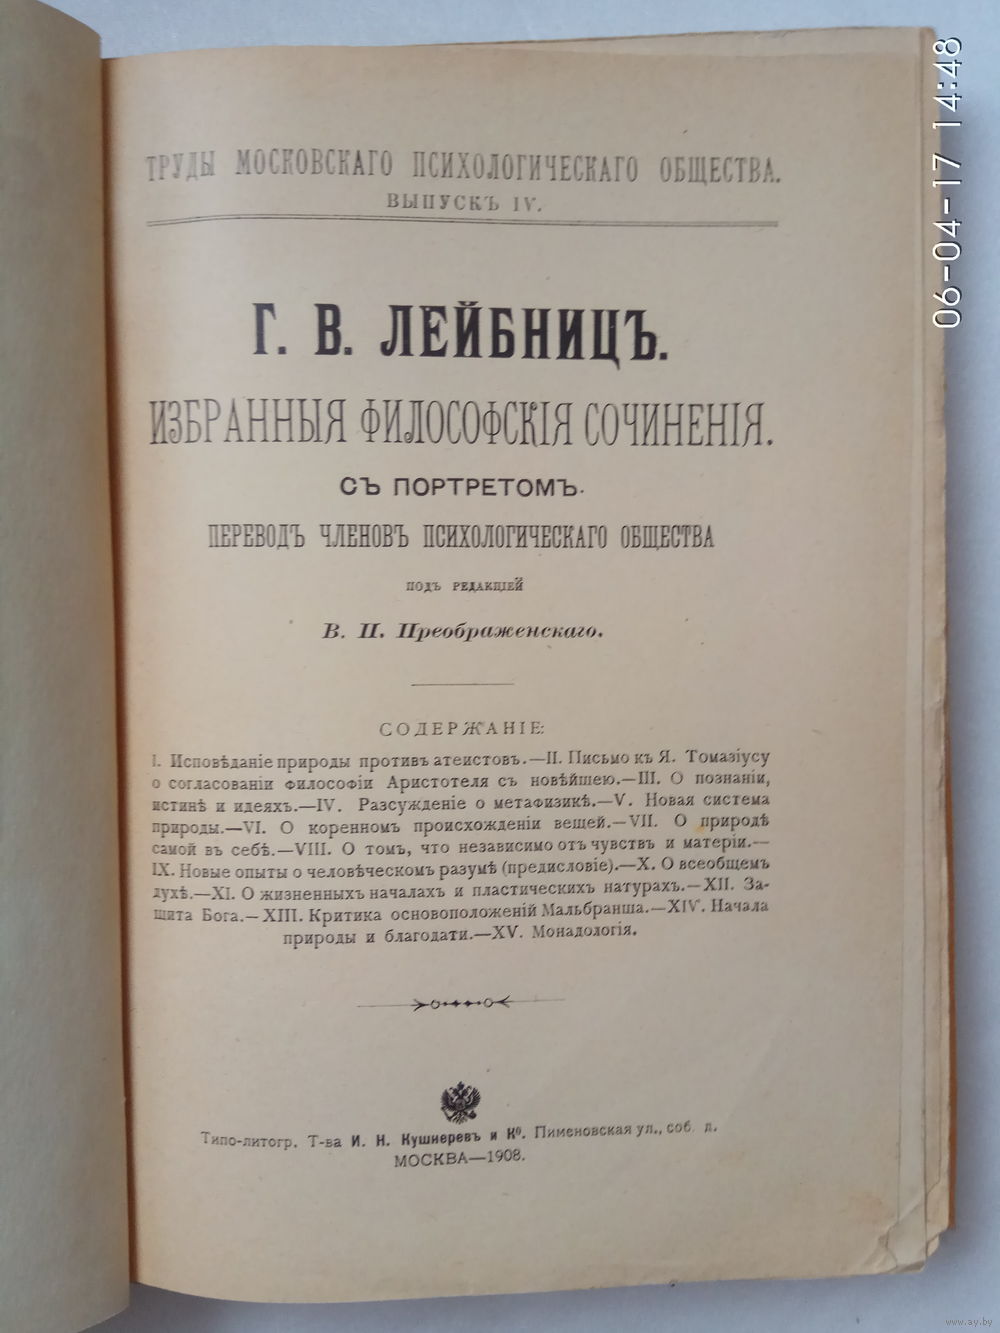 ТРУДЫ МОСКОВСКАГО ПСИХОЛОГИЧЕСКАГО ОБЩЕСТВА.
ВЫПУСКЪ IV.
Г. В. ЛЕЙБНИЦЪ.
ИЗБРАННЫЯ ФИЛОСОФСКІЯ СОЧИНЕНІЯ.
СЪ ПОРТРЕТОМЪ.
ПЕРЕВОДЪ ЧЛЕНОВЪ ПСИХОЛОГИЧЕСКАГО ОБЩЕСТВА
ПОДЪ РЕДАКЦІЕЙ
В. П. Преображенскаго.
СОДЕРЖАНІЕ:
I. Исповѣданіе природы противъ атеистовъ.—II. Письмо къ Я. Томазіусу
о согласованіи философіи Аристотеля съ новѣйшею.—III. О познаніи,
истинѣ и идеяхъ.—IV. Разсужденіе о метафизикѣ.—V. Новая система
природы.—VI. О коренномъ происхожденіи вещей.—VII. О природѣ
самой въ себѣ.—VIII. О томъ, что независимо отъ чувствъ и матеріи.—
IX. Новые опыты о человѣческомъ разумѣ (предисловіе).—X. О всеобщемъ
духѣ.—XI. О жизненныхъ началахъ и пластическихъ натурахъ.—XII. За-
щита Бога.—XIII. Критика основоположеній Мальбранша.—XIV. Начала
природы и благодати.—XV. Монадологія.
Типо-литогр. Т-ва И. Н. Кушнеревъ и Кº. Пименовская ул., соб. д.
МОСКВА—1908.
06-04-17 14:48
www.ay.by